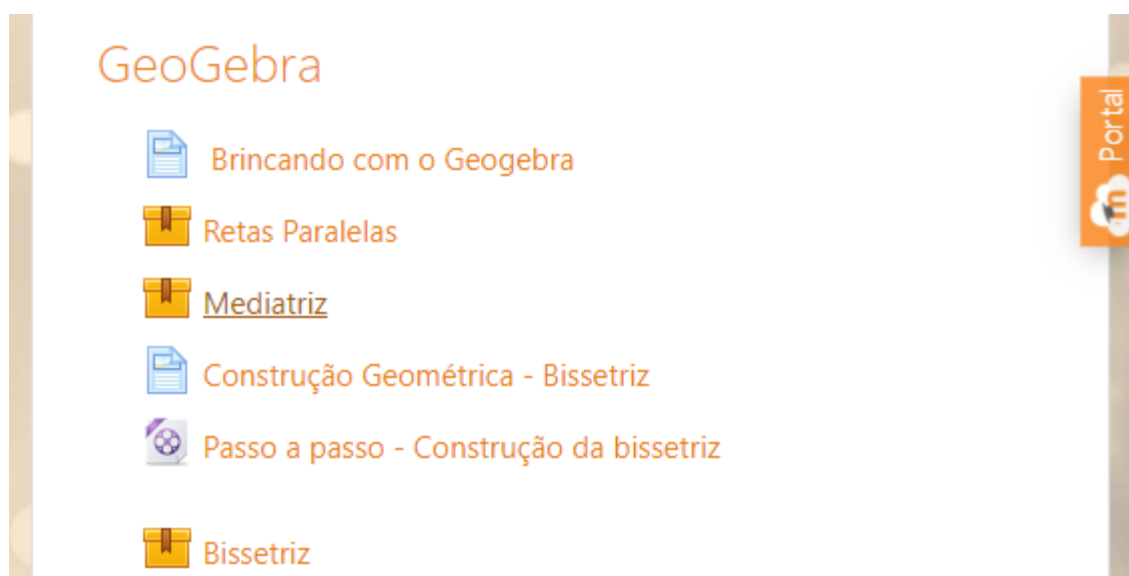 GeoGebra
Brincando com o Geogebra
Retas Paralelas
Mediatriz
Construção Geométrica - Bissetriz
Passo a passo - Construção da bissetriz
Bissetriz
Portal
m